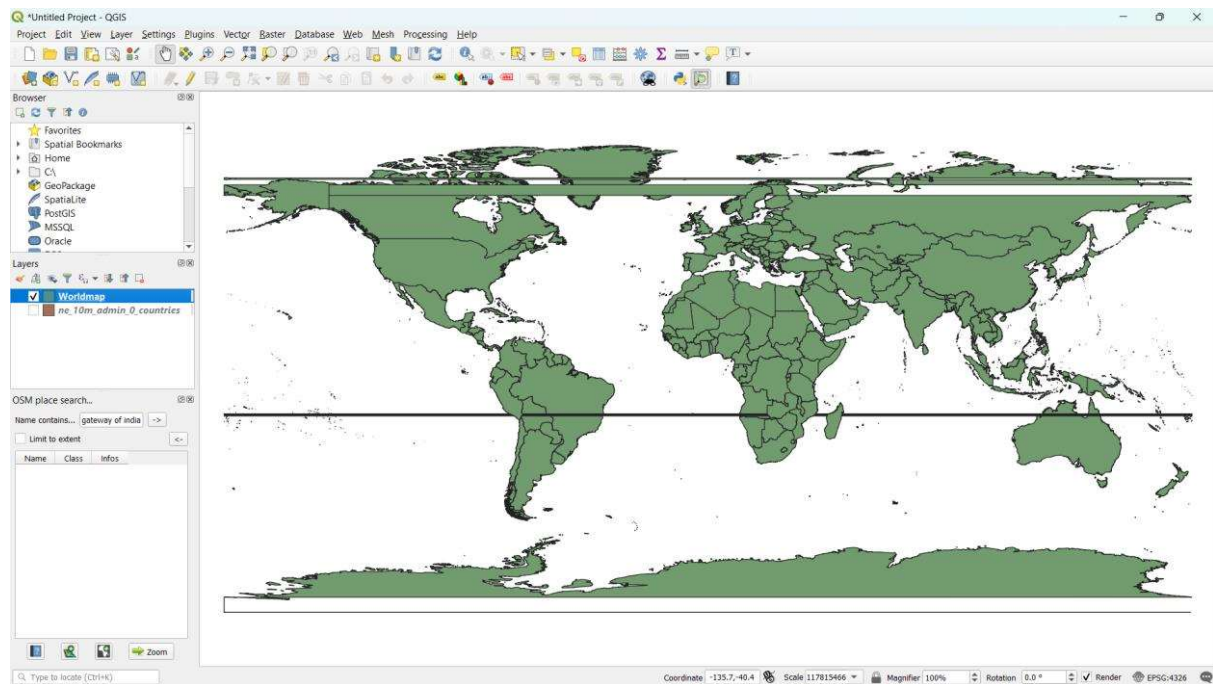 *Untitled Project - QGIS
Project Edit View Layer Settings Plugins Vector Raster Database Web Mesh Processing Help
Browser
Favorites
Spatial Bookmarks
Home
C:\
GeoPackage
SpatiaLite
PostGIS
MSSQL
Oracle
Layers
Worldmap
ne_10m_admin_0_countries
OSM place search...
Name contains... gateway of india ->
Limit to extent <-
Name Class Infos
Zoom
Type to locate (Ctrl+K) Coordinate -135.7,-40.4 Scale 117815466 Magnifier 100% Rotation 0.0 ° Render EPSG:4326